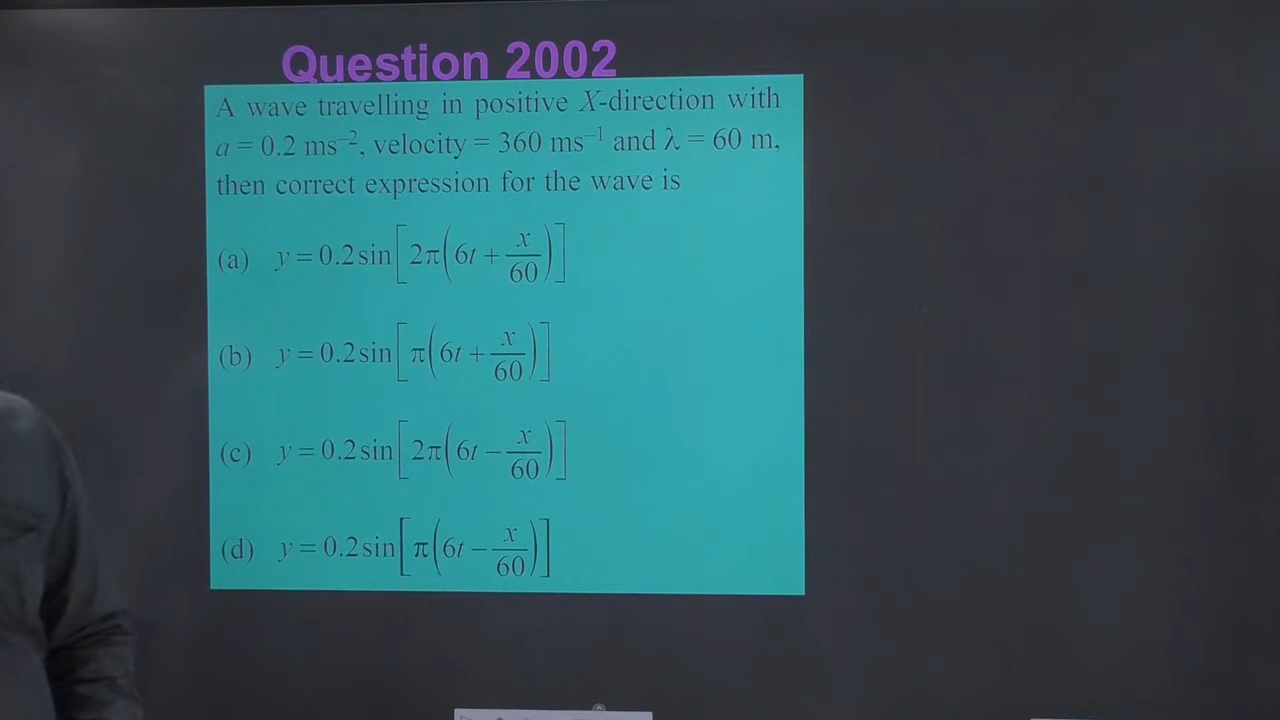 Question 2002
A wave travelling in positive X-direction with
a = 0.2 ms⁻², velocity = 360 ms⁻¹ and λ = 60 m,
then correct expression for the wave is
(a) y = 0.2 sin[2π(6t + x/60)]
(b) y = 0.2 sin[π(6t + x/60)]
(c) y = 0.2 sin[2π(6t − x/60)]
(d) y = 0.2 sin[π(6t − x/60)]